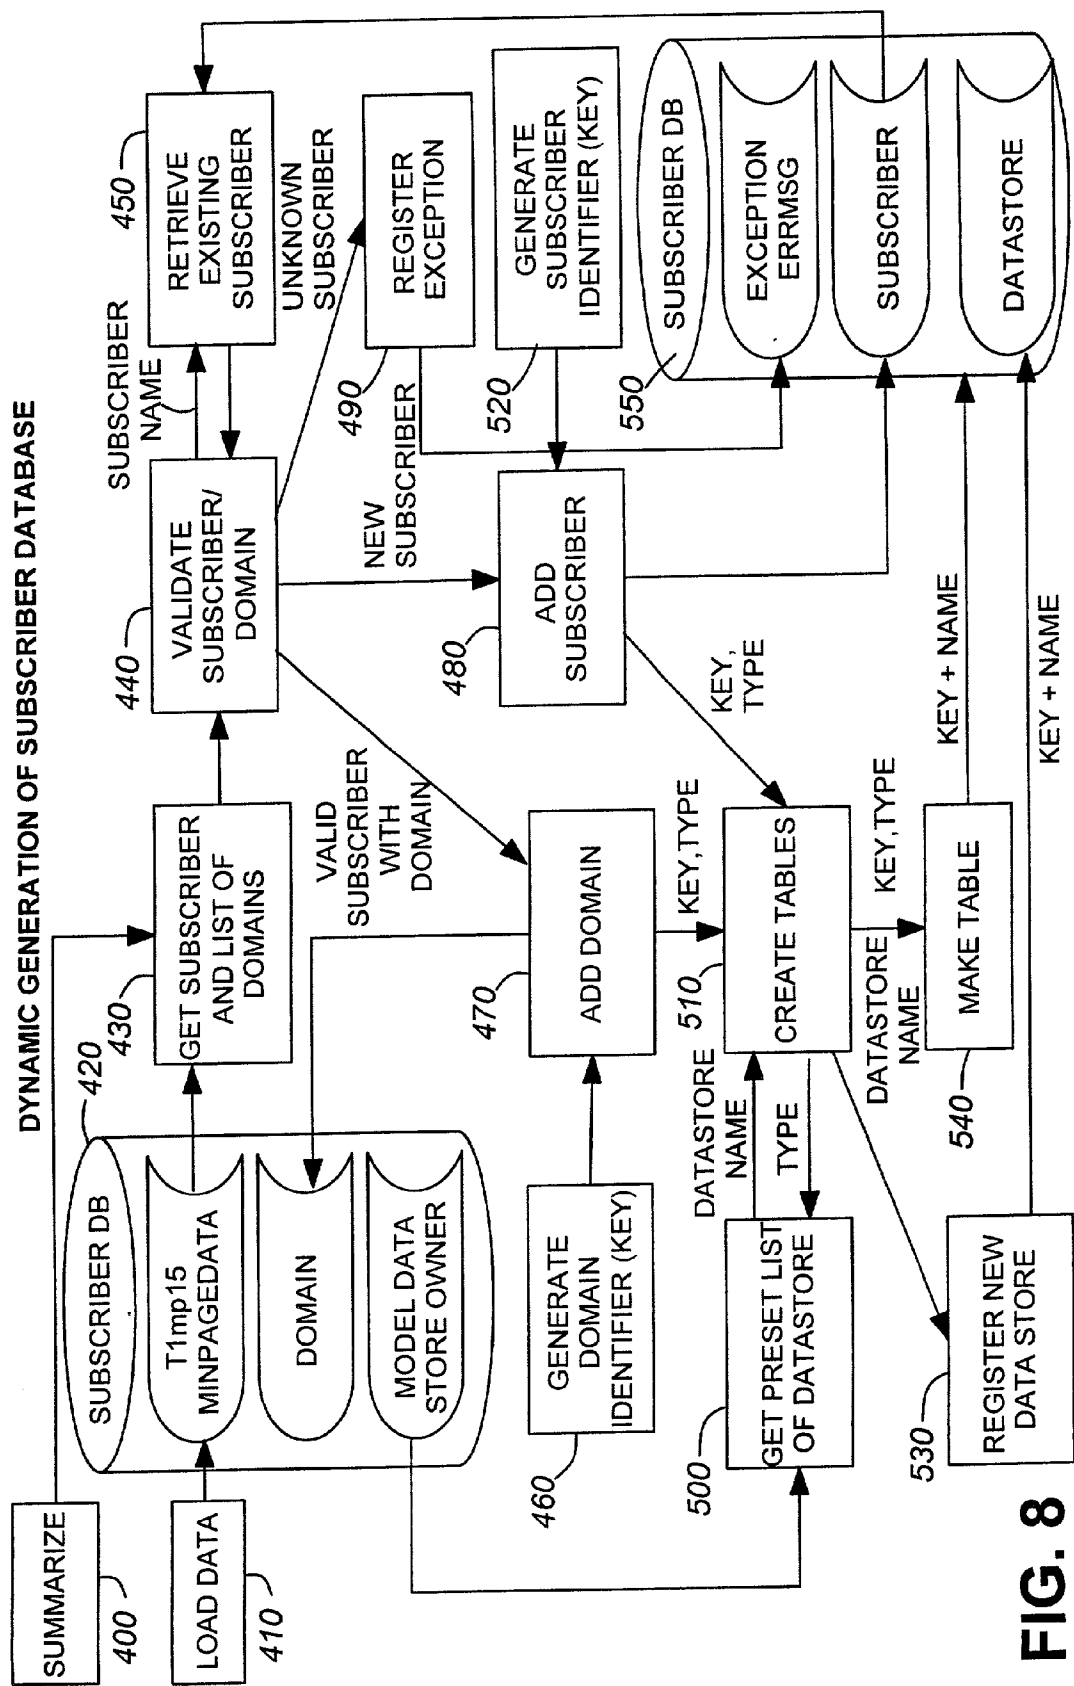 DYNAMIC GENERATION OF SUBSCRIBER DATABASE
SUMMARIZE
400
LOAD DATA
410
SUBSCRIBER DB
420
T1mp15
MINPAGEDATA
DOMAIN
MODEL DATA
STORE OWNER
GET SUBSCRIBER
AND LIST OF
DOMAINS
430
VALIDATE
SUBSCRIBER/
DOMAIN
440
SUBSCRIBER
NAME
RETRIEVE
EXISTING
SUBSCRIBER
450
UNKNOWN
SUBSCRIBER
REGISTER
EXCEPTION
490
NEW
SUBSCRIBER
VALID
SUBSCRIBER
WITH
DOMAIN
GENERATE
DOMAIN
IDENTIFIER (KEY)
460
ADD DOMAIN
470
ADD
SUBSCRIBER
480
GENERATE
SUBSCRIBER
IDENTIFIER (KEY)
520
KEY,TYPE
KEY,
TYPE
GET PRESET LIST
OF DATASTORE
500
DATASTORE
NAME
TYPE
CREATE TABLES
510
DATASTORE
NAME
KEY,TYPE
REGISTER NEW
DATA STORE
530
MAKE TABLE
540
KEY + NAME
KEY + NAME
SUBSCRIBER DB
550
EXCEPTION
ERRMSG
SUBSCRIBER
DATASTORE
FIG. 8